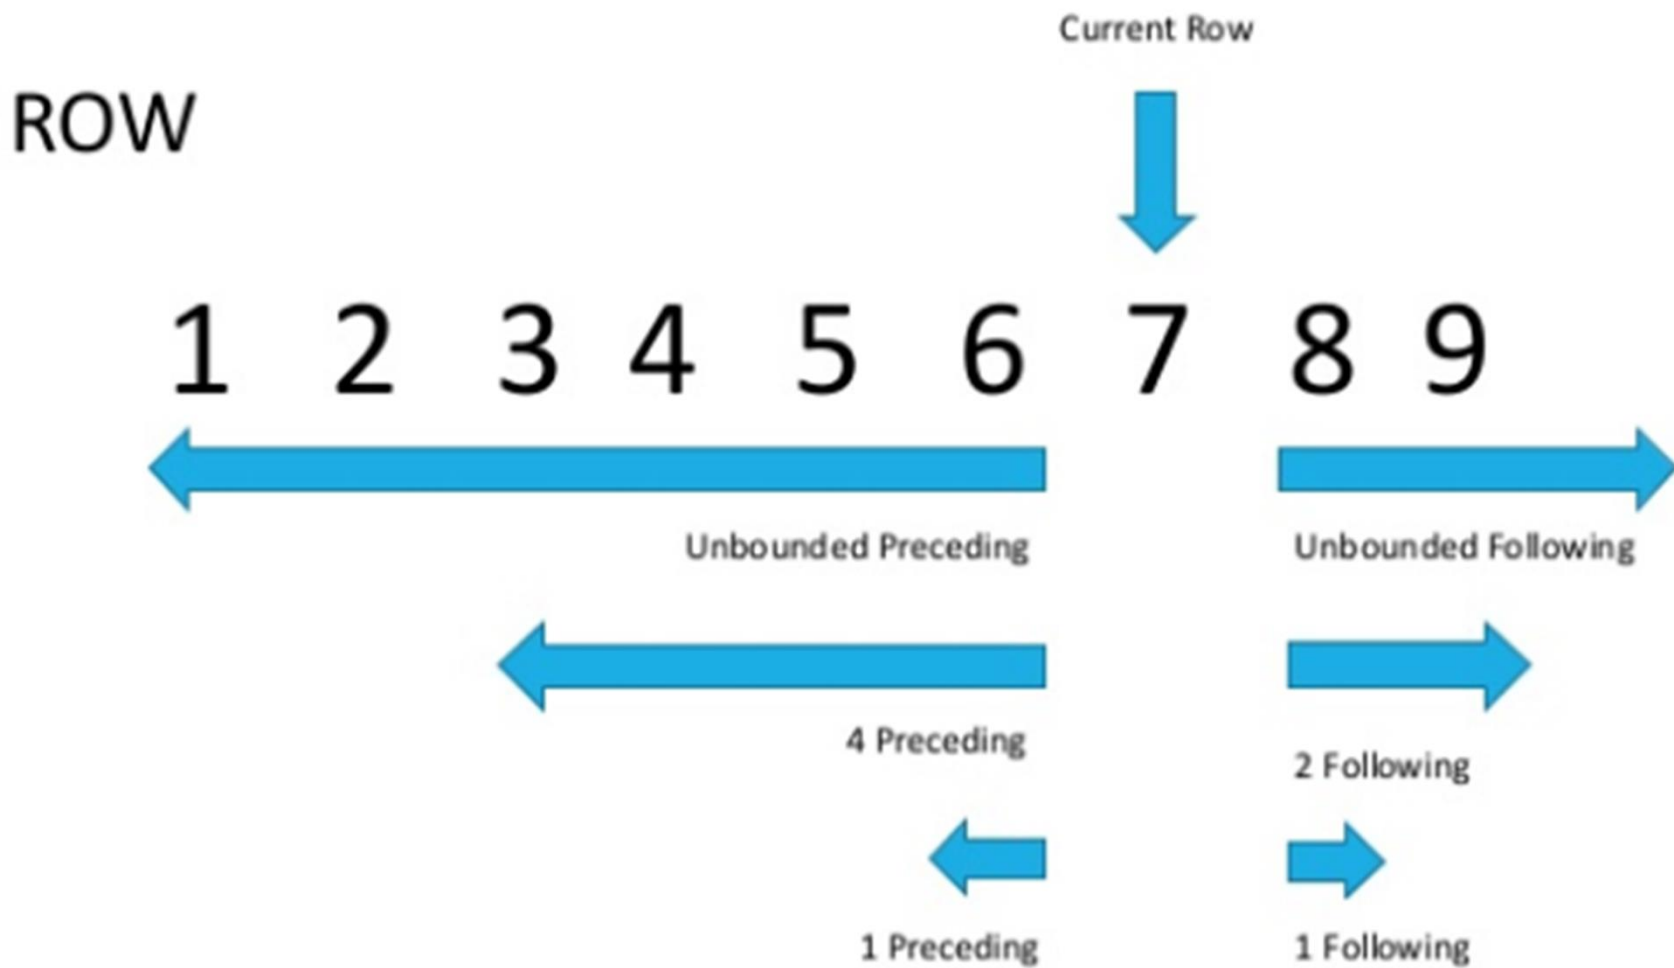 Current Row
ROW
1 2 3 4 5 6 7 8 9
Unbounded Preceding Unbounded Following
4 Preceding
2 Following
1 Preceding 1 Following